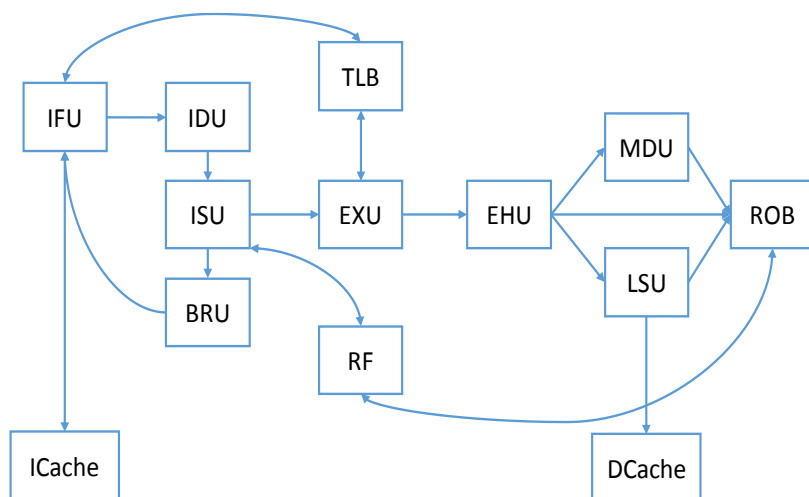 TLB
IFU
IDU
MDU
ISU
EXU
EHU
ROB
LSU
BRU
RF
ICache
DCache